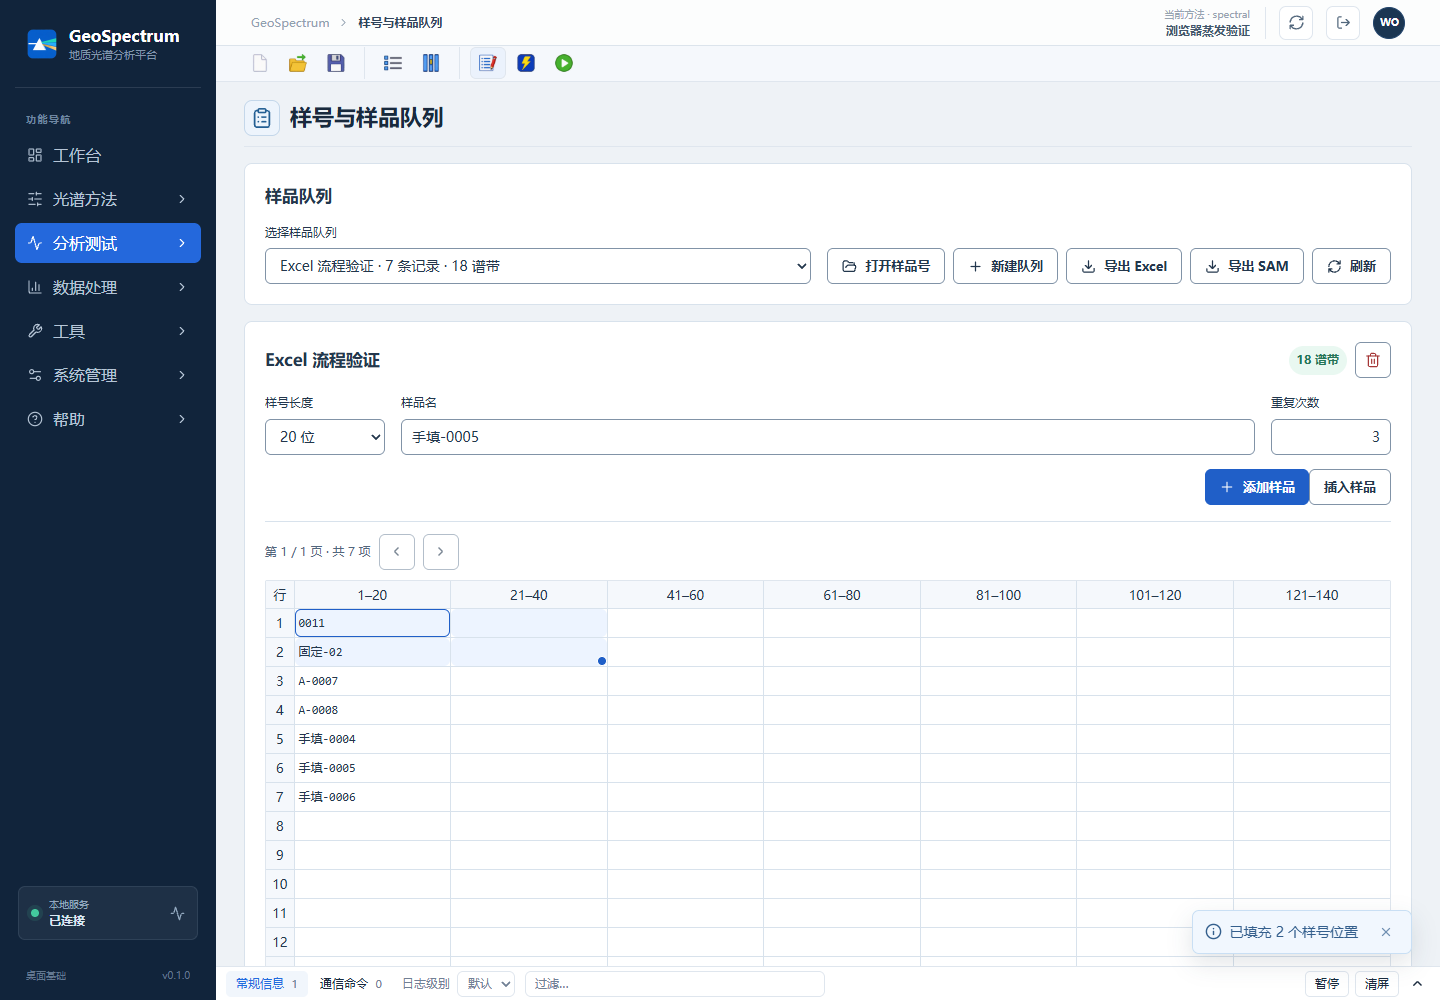 GeoSpectrum
地质光谱分析平台
功能导航
工作台
光谱方法
分析测试
数据处理
工具
系统管理
帮助
本地服务
已连接
桌面基础
v0.1.0
GeoSpectrum
样号与样品队列
当前方法 · spectral
浏览器蒸发验证
WO
样号与样品队列
样品队列
选择样品队列
Excel 流程验证 · 7 条记录 · 18 谱带
打开样品号
新建队列
导出 Excel
导出 SAM
刷新
Excel 流程验证
18 谱带
样号长度
样品名
重复次数
20 位
手填-0005
3
添加样品
插入样品
第 1 / 1 页 · 共 7 项
行 1–20 21–40 41–60 61–80 81–100 101–120 121–140
1 0011
2 固定-02
3 A-0007
4 A-0008
5 手填-0004
6 手填-0005
7 手填-0006
8
9
10
11
12
已填充 2 个样号位置
常规信息 1
通信命令 0
日志级别
默认
过滤...
暂停
清屏